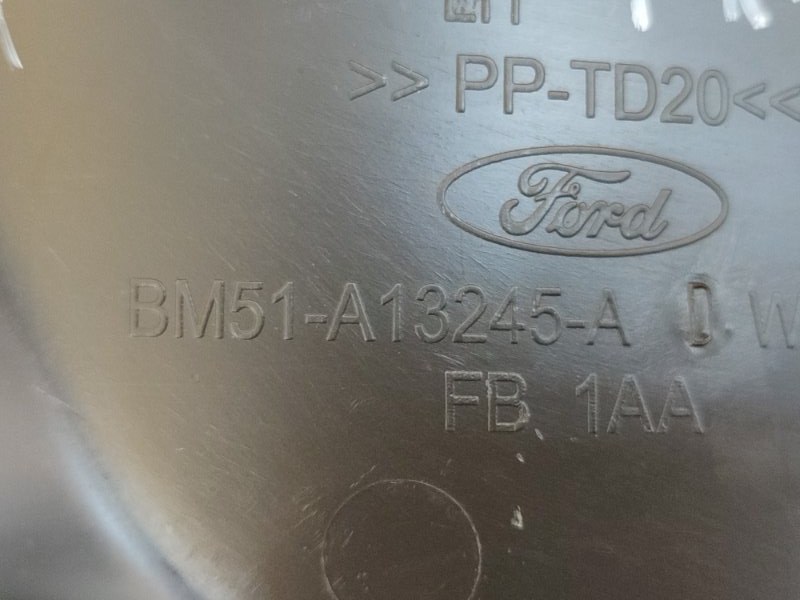 >> PP-TD20<<
Ford
BM51-A13245-A D W
FB 1AA